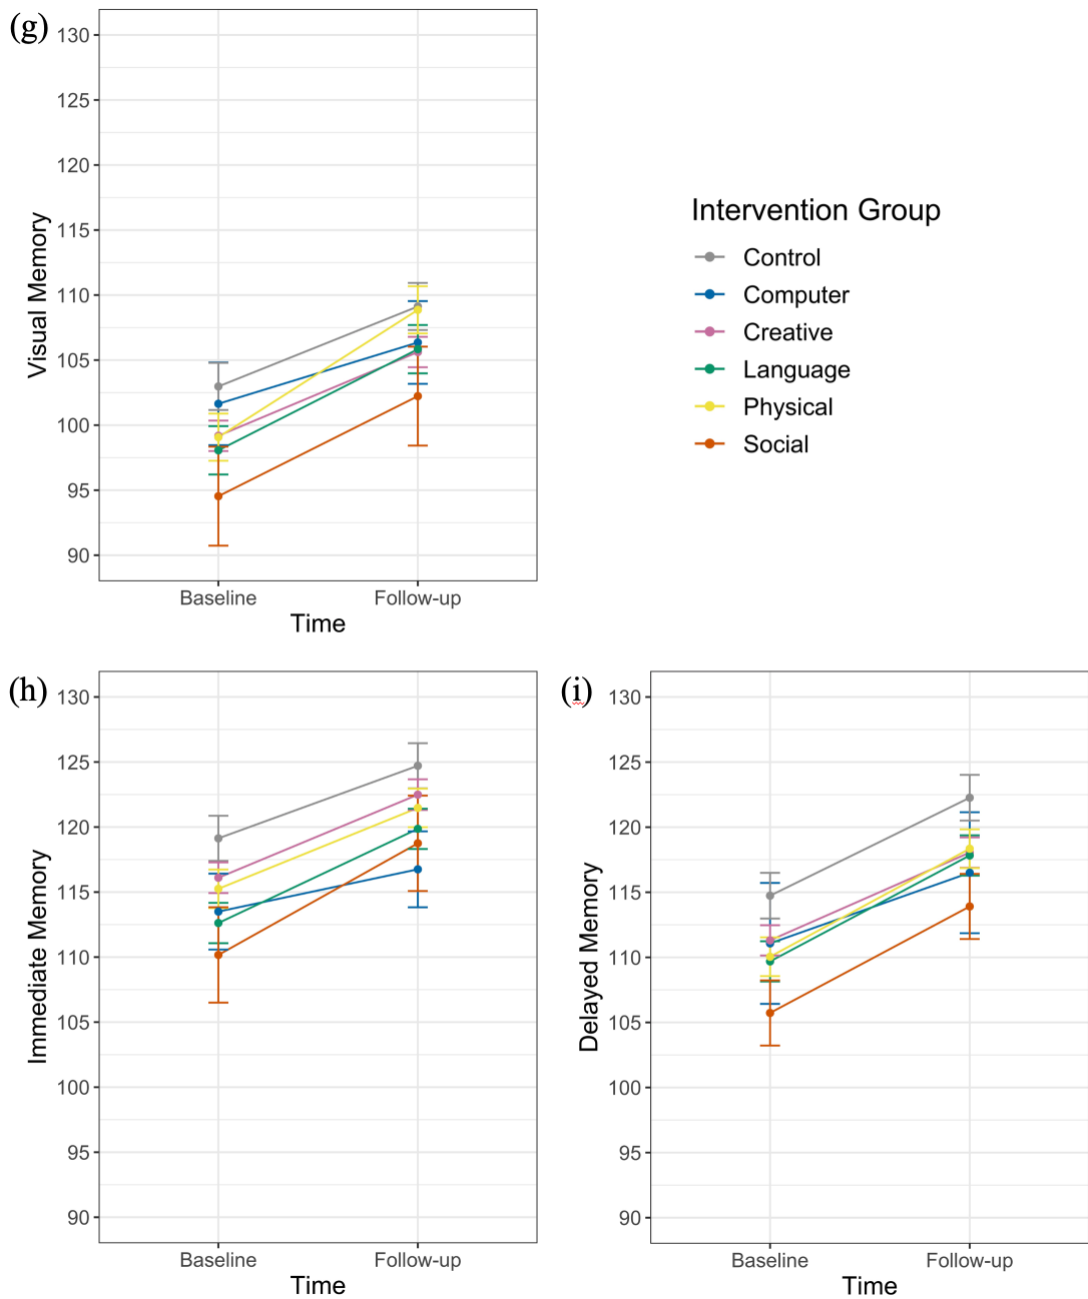 (g)
130
125
120
115
110
105
100
95
90
Visual Memory
Baseline Follow-up
Time
Intervention Group
Control
Computer
Creative
Language
Physical
Social
(h)
130
125
120
115
110
105
100
95
90
Immediate Memory
Baseline Follow-up
Time
(i)
130
125
120
115
110
105
100
95
90
Delayed Memory
Baseline Follow-up
Time